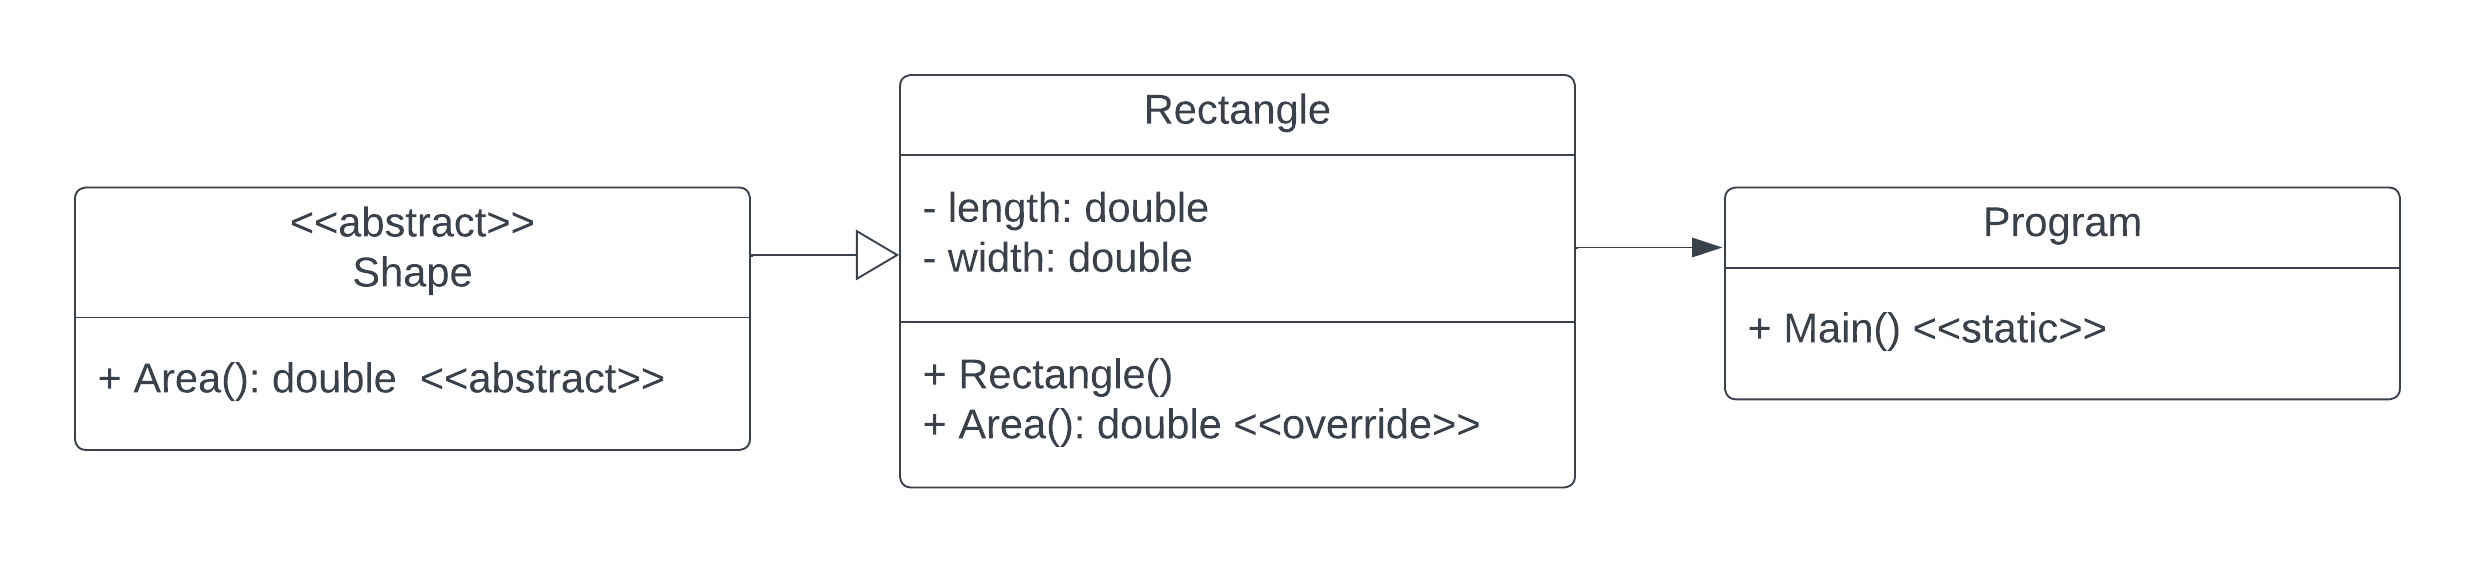 <<abstract>>
Shape
+ Area(): double  <<abstract>>
Rectangle
- length: double
- width: double
+ Rectangle()
+ Area(): double <<override>>
Program
+ Main() <<static>>